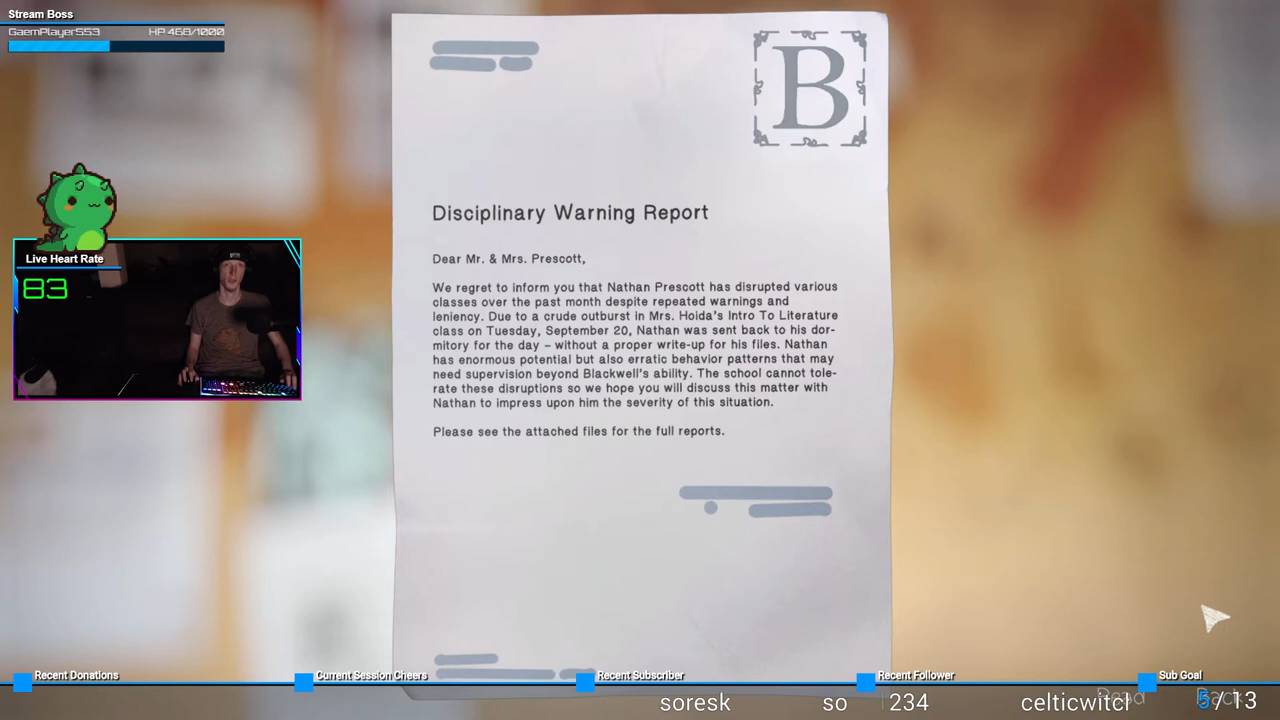 Stream Boss
GaemPlayer553 HP 468/1000
B
Disciplinary Warning Report
Dear Mr. & Mrs. Prescott,
We regret to inform you that Nathan Prescott has disrupted various
classes over the past month despite repeated warnings and
leniency. Due to a crude outburst in Mrs. Hoida's Intro To Literature
class on Tuesday, September 20, Nathan was sent back to his dor-
mitory for the day – without a proper write-up for his files. Nathan
has enormous potential but also erratic behavior patterns that may
need supervision beyond Blackwell's ability. The school cannot tole-
rate these disruptions so we hope you will discuss this matter with
Nathan to impress upon him the severity of this situation.
Please see the attached files for the full reports.
Live Heart Rate
83
Recent Donations
Current Session Cheers
Recent Subscriber
Recent Follower
Sub Goal
soresk so 234 celticwitcl
Read Back
5 / 13